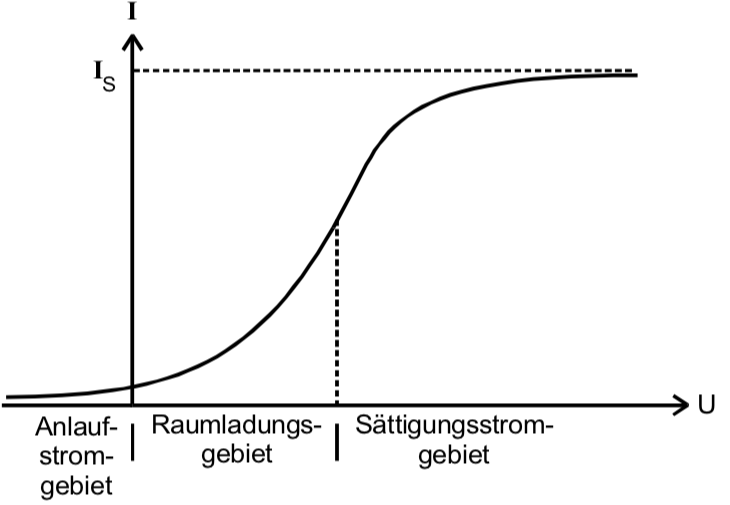 I
I_S
U
Anlauf-
strom-
gebiet
Raumladungs-
gebiet
Sättigungsstrom-
gebiet